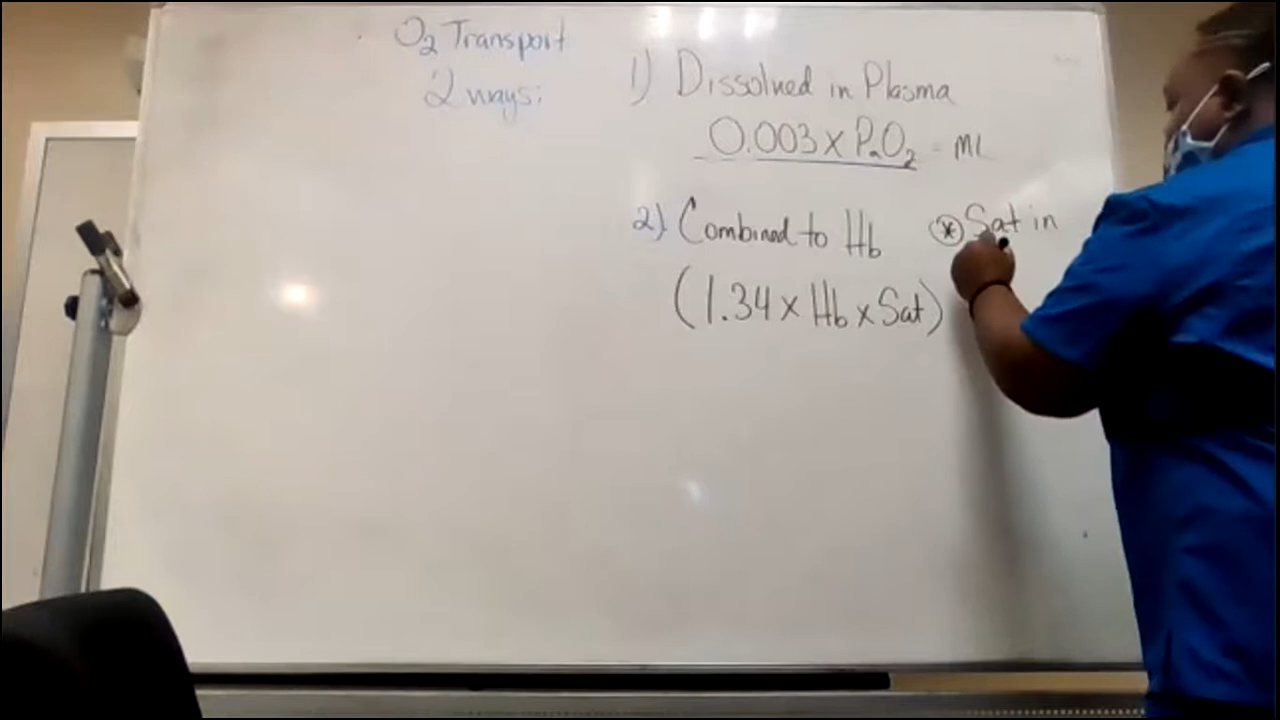 O₂ Transport
2 ways:
1) Dissolved in Plasma
0.003 x PaO₂ = ml
2) Combined to Hb
(1.34 x Hb x Sat)
* Sat in